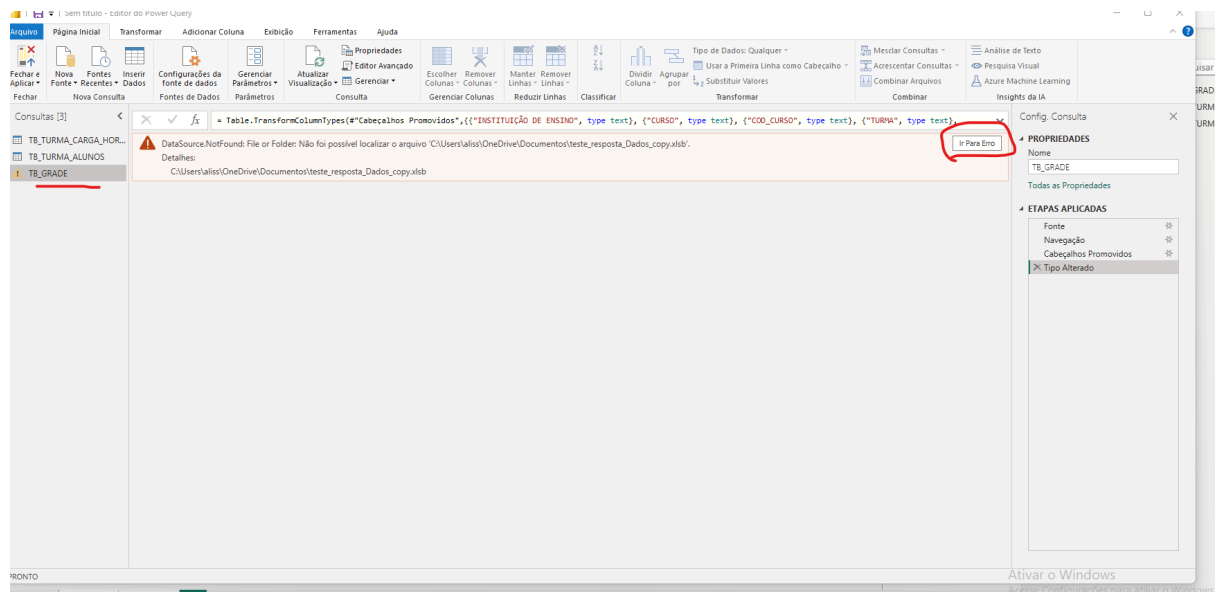 Sem título - Editor do Power Query
Arquivo Página Inicial Transformar Adicionar Coluna Exibição Ferramentas Ajuda
Fechar e Aplicar
Nova Fonte
Fontes Recentes
Inserir Dados
Configurações da fonte de dados
Gerenciar Parâmetros
Atualizar Visualização
Propriedades
Editor Avançado
Gerenciar
Escolher Colunas
Remover Colunas
Manter Linhas
Remover Linhas
Dividir Coluna
Agrupar por
Tipo de Dados: Qualquer
Usar a Primeira Linha como Cabeçalho
Substituir Valores
Mesclar Consultas
Acrescentar Consultas
Combinar Arquivos
Análise de Texto
Pesquisa Visual
Azure Machine Learning
Fechar Nova Consulta Fontes de Dados Parâmetros Consulta Gerenciar Colunas Reduzir Linhas Classificar Transformar Combinar Insights da IA
Consultas [3]
TB_TURMA_CARGA_HOR...
TB_TURMA_ALUNOS
TB_GRADE
= Table.TransformColumnTypes(#"Cabeçalhos Promovidos",{{"INSTITUIÇÃO DE ENSINO", type text}, {"CURSO", type text}, {"COD_CURSO", type text}, {"TURMA", type text},
DataSource.NotFound: File or Folder: Não foi possível localizar o arquivo 'C:\Users\aliss\OneDrive\Documentos\teste_resposta_Dados_copy.xlsb'.
Detalhes:
C:\Users\aliss\OneDrive\Documentos\teste_resposta_Dados_copy.xlsb
Ir Para Erro
Config. Consulta
PROPRIEDADES
Nome
TB_GRADE
Todas as Propriedades
ETAPAS APLICADAS
Fonte
Navegação
Cabeçalhos Promovidos
Tipo Alterado
PRONTO
Ativar o Windows
Acesse Configurações para ativar o Windows.